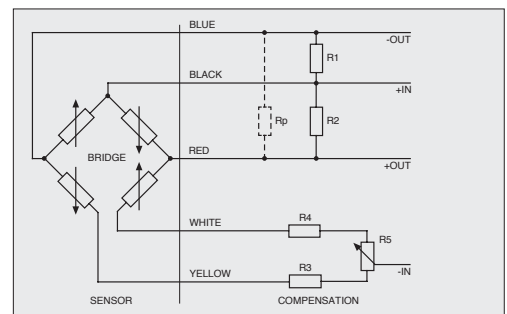 BLUE
-OUT
R1
BLACK
+IN
Rp
R2
BRIDGE
RED
+OUT
WHITE
R4
R5
-IN
YELLOW
R3
SENSOR
COMPENSATION